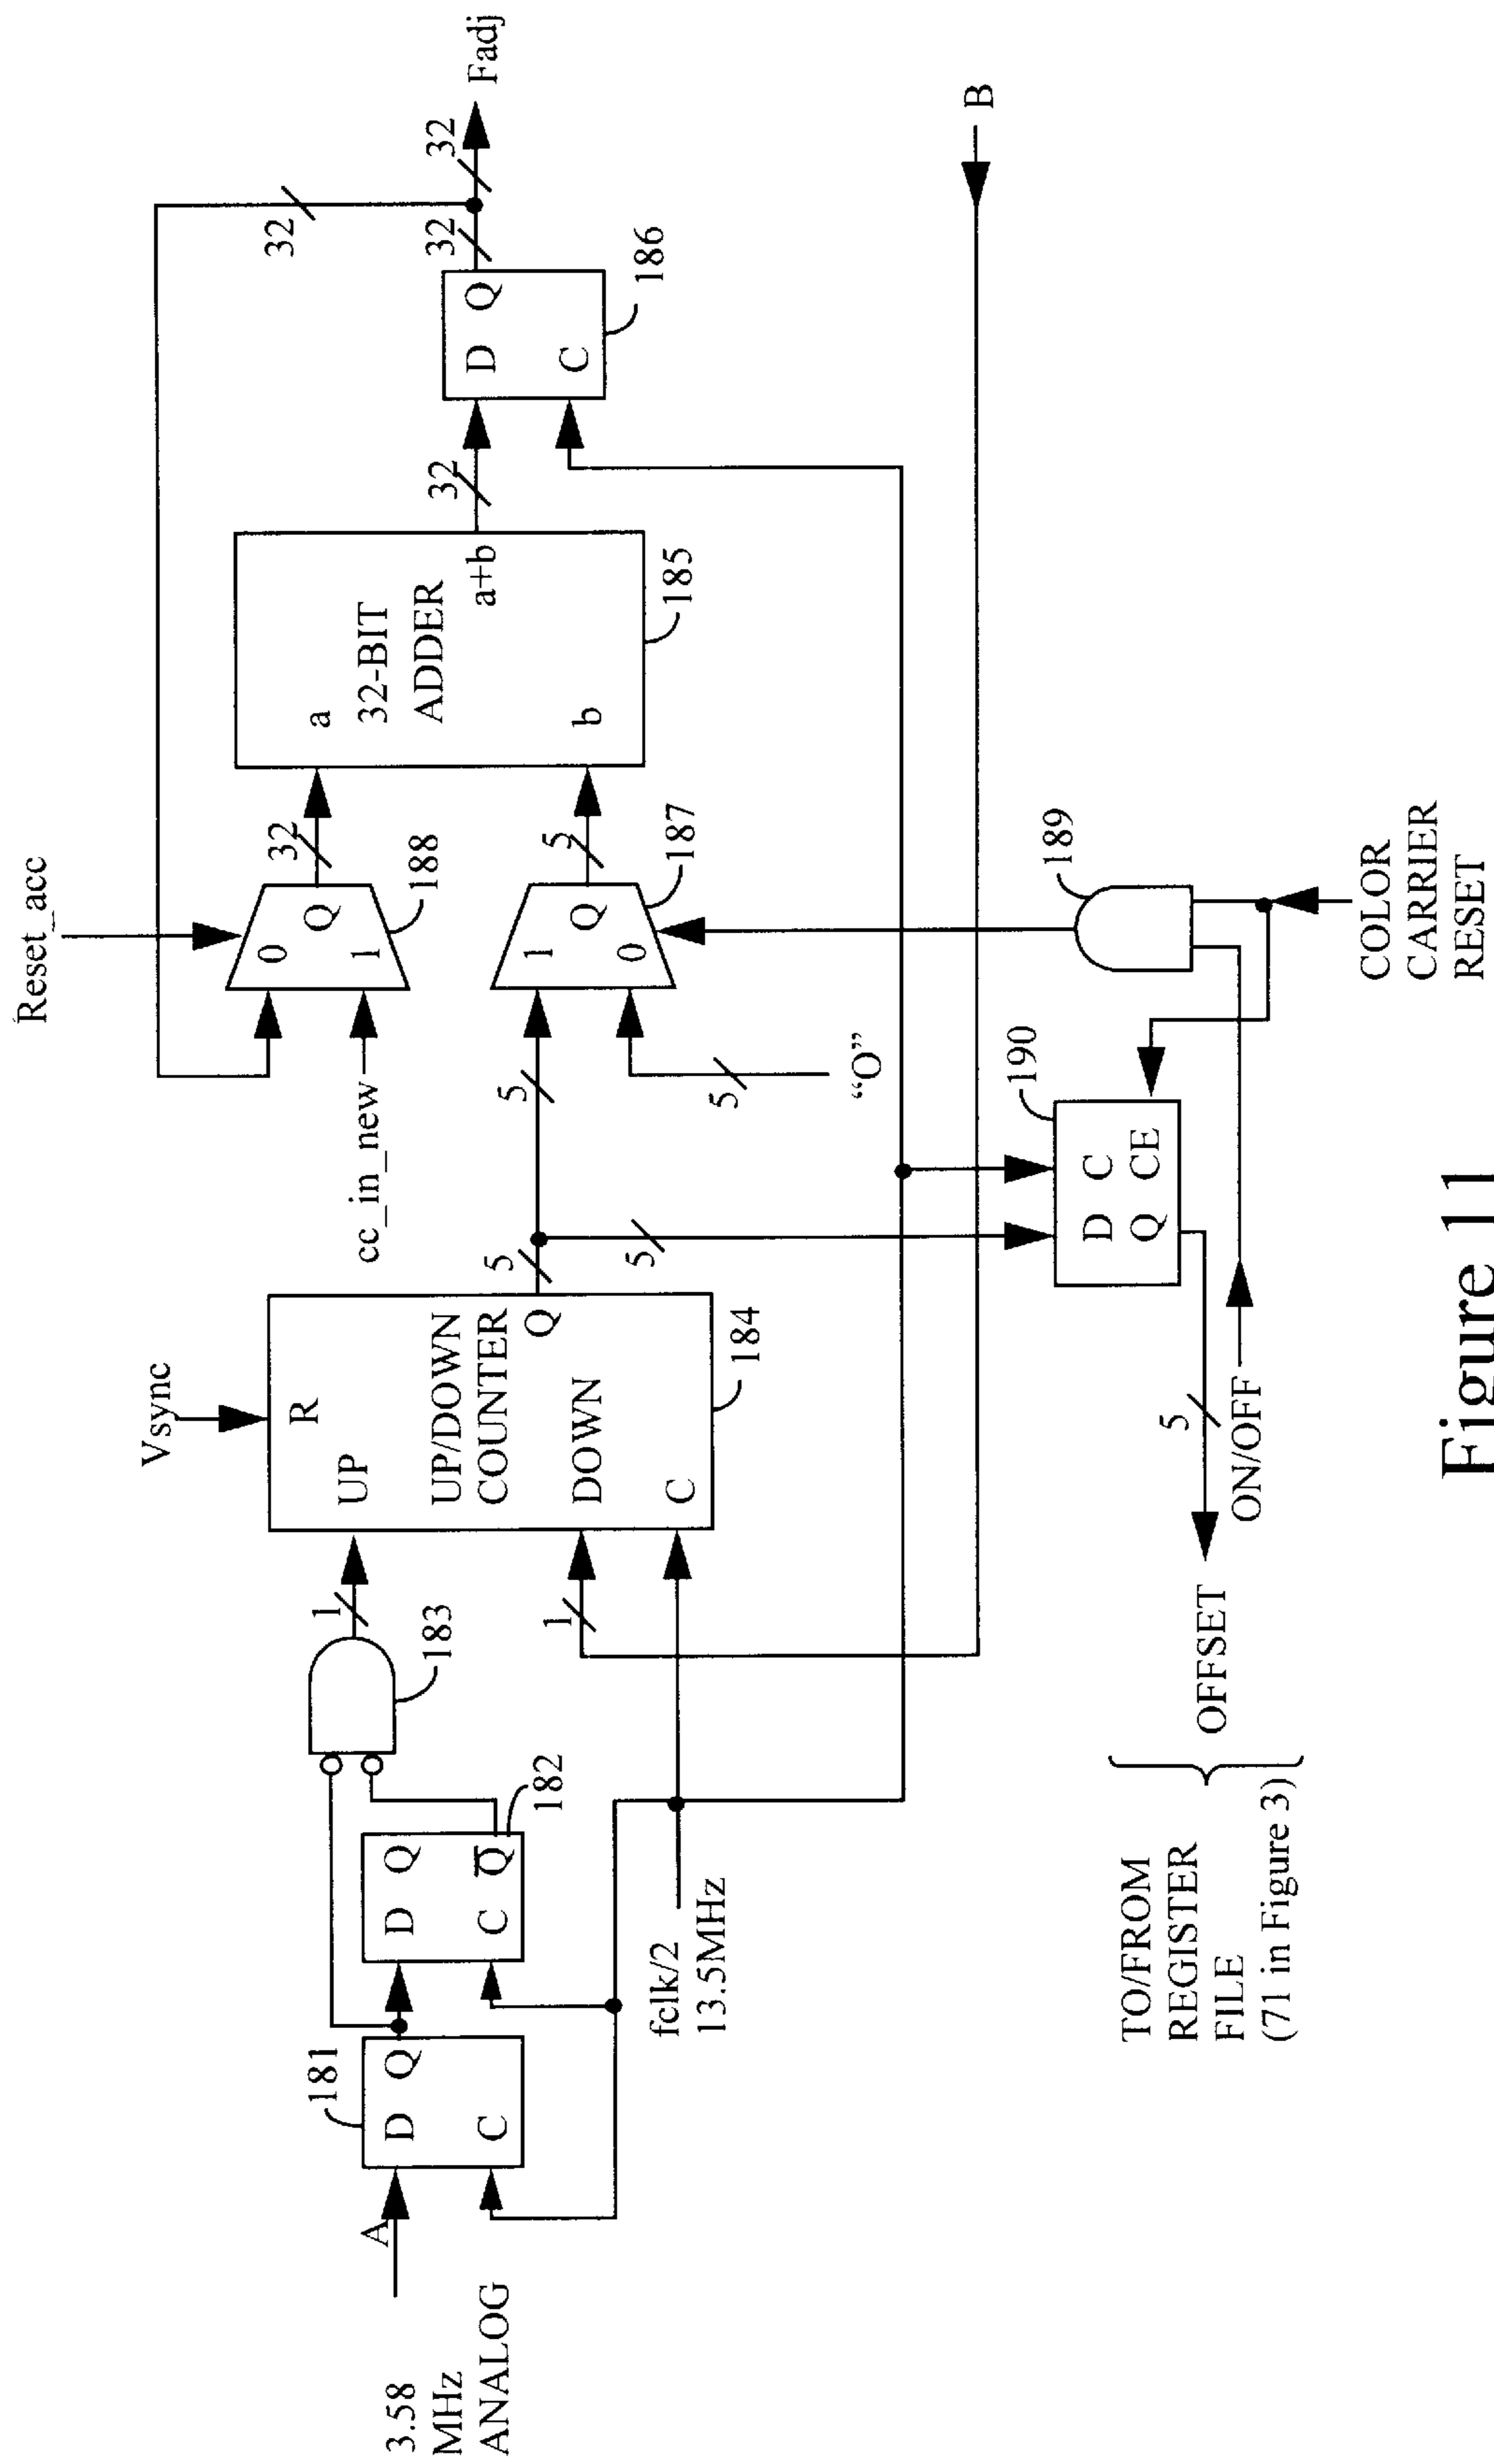 3.58
MHz
ANALOG
A
D Q
C
181
D Q
C Q
182
183
1
fclk/2
13.5MHz
Vsync
R
UP
UP/DOWN
COUNTER
Q
DOWN
C
184
1
5
5
5
cc_in_new
Reset_acc
0
Q
1
188
32
1
Q
0
187
5
5
“O”
a
32-BIT
ADDER
a+b
b
185
32
D Q
C
186
32
32
32
Fadj
B
189
190
D C
Q CE
COLOR
CARRIER
RESET
5
OFFSET
ON/OFF
TO/FROM
REGISTER
FILE
(71 in Figure 3)
Figure 11